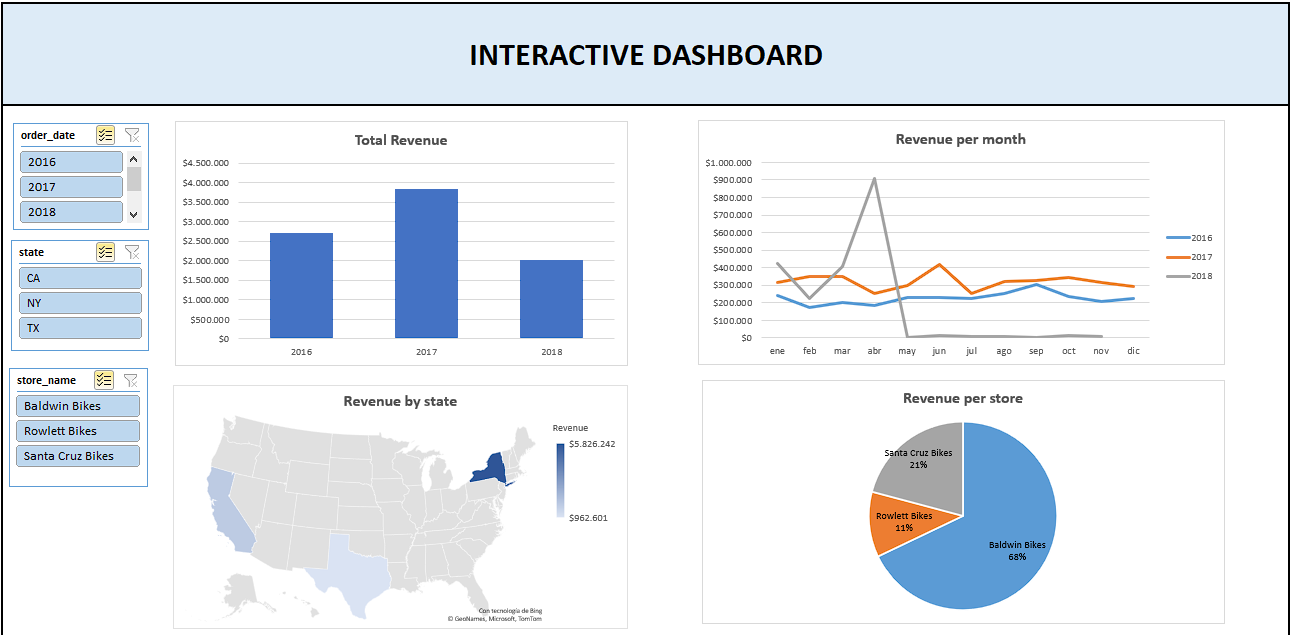 INTERACTIVE DASHBOARD
order_date
2016
2017
2018
state
CA
NY
TX
store_name
Baldwin Bikes
Rowlett Bikes
Santa Cruz Bikes
Total Revenue
$4.500.000
$4.000.000
$3.500.000
$3.000.000
$2.500.000
$2.000.000
$1.500.000
$1.000.000
$500.000
$0
2016 2017 2018
Revenue per month
$1.000.000
$900.000
$800.000
$700.000
$600.000
$500.000
$400.000
$300.000
$200.000
$100.000
$0
ene feb mar abr may jun jul ago sep oct nov dic
2016
2017
2018
Revenue by state
Revenue
$5.826.242
$962.601
Con tecnología de Bing
© GeoNames, Microsoft, TomTom
Revenue per store
Santa Cruz Bikes
21%
Rowlett Bikes
11%
Baldwin Bikes
68%